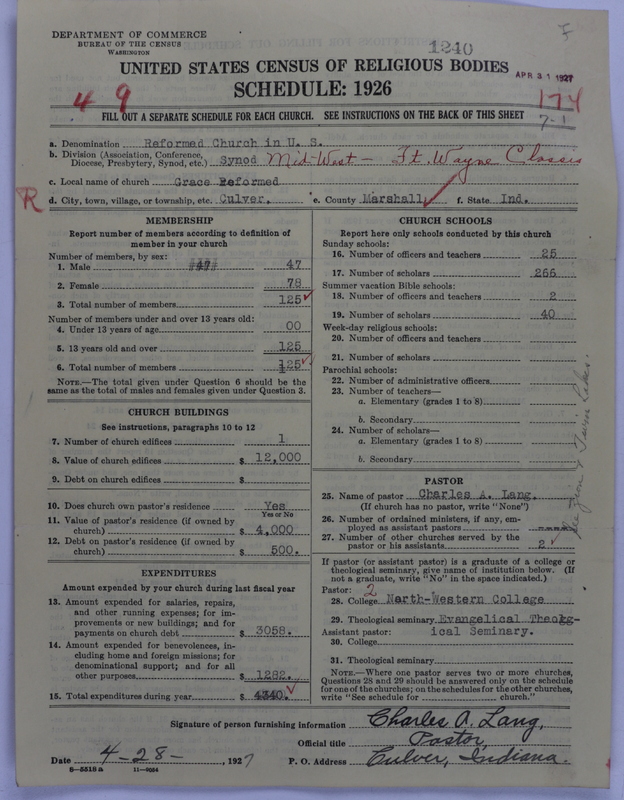 DEPARTMENT OF COMMERCE
BUREAU OF THE CENSUS
WASHINGTON
1240
F
UNITED STATES CENSUS OF RELIGIOUS BODIES
APR 31 1927
SCHEDULE: 1926
4 9
174
FILL OUT A SEPARATE SCHEDULE FOR EACH CHURCH. SEE INSTRUCTIONS ON THE BACK OF THIS SHEET
7-1
a. Denomination Reformed Church in U. S.
b. Division (Association, Conference, Diocese, Presbytery, Synod, etc.) Synod Mid-West - Ft. Wayne Classis
c. Local name of church Grace Reformed
R
d. City, town, village, or township, etc. Culver. e. County Marshall f. State Ind.
MEMBERSHIP
Report number of members according to definition of
member in your church
Number of members, by sex:
1. Male #47# 47
2. Female 78
3. Total number of members 125
Number of members under and over 13 years old:
4. Under 13 years of age 00
5. 13 years old and over 125
6. Total number of members 125
NOTE.—The total given under Question 6 should be the
same as the total of males and females given under Question 3.
CHURCH BUILDINGS
See instructions, paragraphs 10 to 12
7. Number of church edifices 1
8. Value of church edifices $ 12,000
9. Debt on church edifices $
10. Does church own pastor's residence Yes
Yes or No
11. Value of pastor's residence (if owned by
church) $ 4,000
12. Debt on pastor's residence (if owned by
church) $ 500.
EXPENDITURES
Amount expended by your church during last fiscal year
13. Amount expended for salaries, repairs,
and other running expenses; for im-
provements or new buildings; and for
payments on church debt $ 3058.
14. Amount expended for benevolences, in-
cluding home and foreign missions; for
denominational support; and for all
other purposes $ 1282.
15. Total expenditures during year $ 4340.
CHURCH SCHOOLS
Report here only schools conducted by this church
Sunday schools:
16. Number of officers and teachers 25
17. Number of scholars 266
Summer vacation Bible schools:
18. Number of officers and teachers 2
19. Number of scholars 40
Week-day religious schools:
20. Number of officers and teachers
21. Number of scholars
Parochial schools:
22. Number of administrative officers
23. Number of teachers—
a. Elementary (grades 1 to 8)
b. Secondary
24. Number of scholars—
a. Elementary (grades 1 to 8)
b. Secondary
PASTOR
25. Name of pastor Charles A. Lang.
(If church has no pastor, write "None")
26. Number of ordained ministers, if any, em-
ployed as assistant pastors ----
27. Number of other churches served by the
pastor or his assistants 2
If pastor (or assistant pastor) is a graduate of a college or
theological seminary, give name of institution below. (If
not a graduate, write "No" in the space indicated.)
Pastor: 2
28. College North-Western College
29. Theological seminary Evangelical Theolg-
Assistant pastor: ical Seminary.
30. College
31. Theological seminary
NOTE.—Where one pastor serves two or more churches,
Questions 28 and 29 should be answered only on the schedule
for one of the churches; on the schedules for the other churches,
write "See schedule for church."
Signature of person furnishing information Charles A. Lang,
Official title Pastor,
Date 4-28-, 1927 P. O. Address Culver, Indiana.
8-5518 a 11-9054